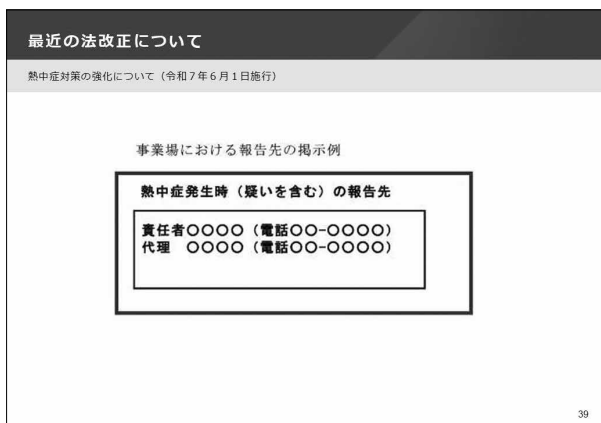 最近の法改正について
熱中症対策の強化について（令和７年６月１日施行）
事業場における報告先の掲示例
熱中症発生時（疑いを含む）の報告先
責任者〇〇〇〇（電話〇〇-〇〇〇〇）
代理　〇〇〇〇（電話〇〇-〇〇〇〇）
39